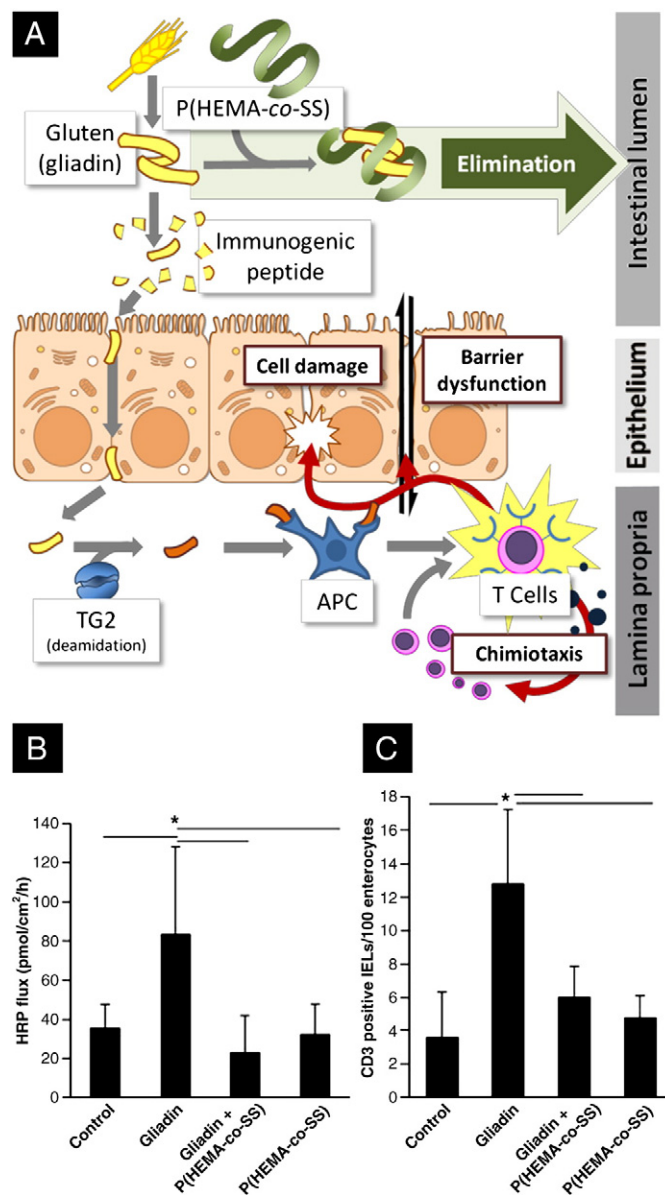 A
P(HEMA-co-SS)
Gluten
(gliadin)
Elimination
Intestinal lumen
Immunogenic
peptide
Cell damage
Barrier
dysfunction
Epithelium
TG2
(deamidation)
APC
T Cells
Chimiotaxis
Lamina propria
B
*
140
120
100
80
60
40
20
0
HRP flux (pmol/cm²/h)
Control
Gliadin
Gliadin +
P(HEMA-co-SS)
P(HEMA-co-SS)
C
*
18
16
14
12
10
8
6
4
2
0
CD3 positive IELs/100 enterocytes
Control
Gliadin
Gliadin +
P(HEMA-co-SS)
P(HEMA-co-SS)